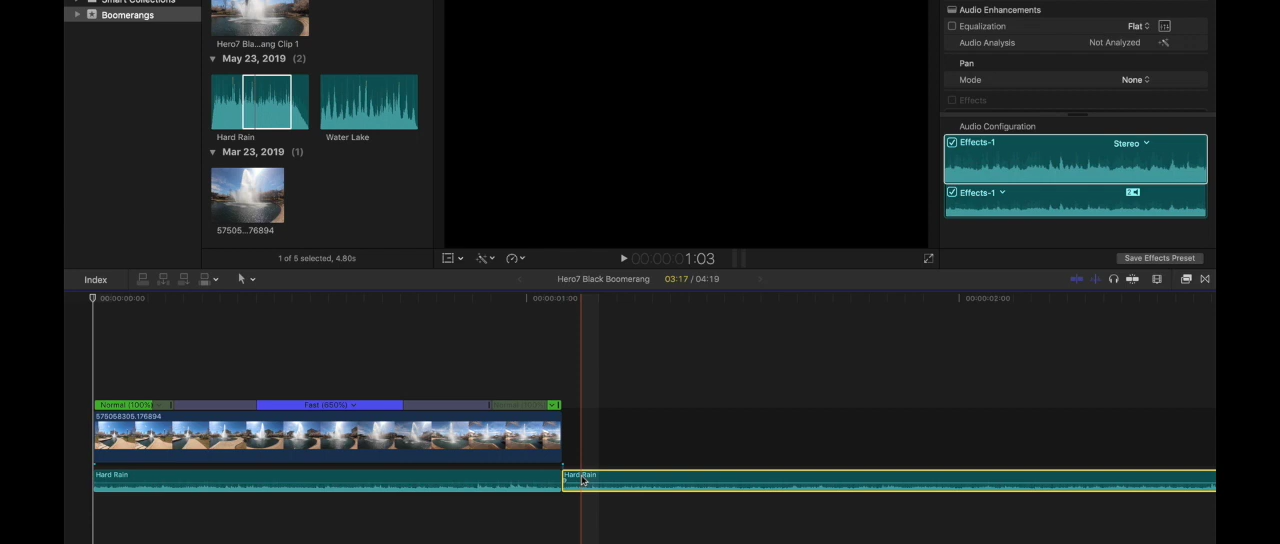 Smart Collections
Boomerangs
Hero7 Bla...ang Clip 1
May 23, 2019 (2)
Hard Rain
Water Lake
Mar 23, 2019 (1)
57505...76894
1 of 5 selected, 4.80s
00:00:00:01:03
Audio Enhancements
Equalization
Flat
Audio Analysis
Not Analyzed
Pan
Mode
None
Effects
Audio Configuration
Effects-1
Stereo
Effects-1
2
Save Effects Preset
Index
Hero7 Black Boomerang
03:17 / 04:19
00:00:00:00
00:00:01:00
00:00:02:00
Normal (100%)
Fast (650%)
575058305.176894
Hard Rain
Hard Rain